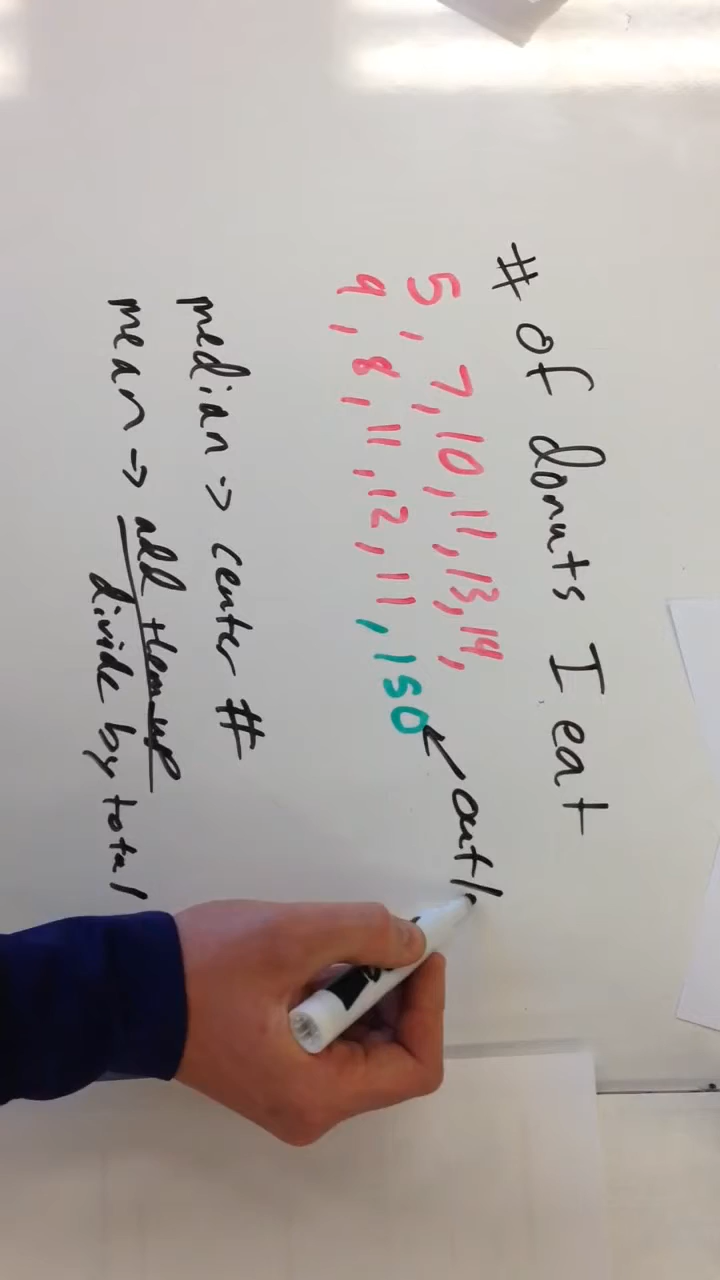 # of donuts I eat
5, 7, 10, 11, 13, 14,
9, 8, 11, 12, 11, 150
outl
median -> center #
mean -> add them up
divide by total